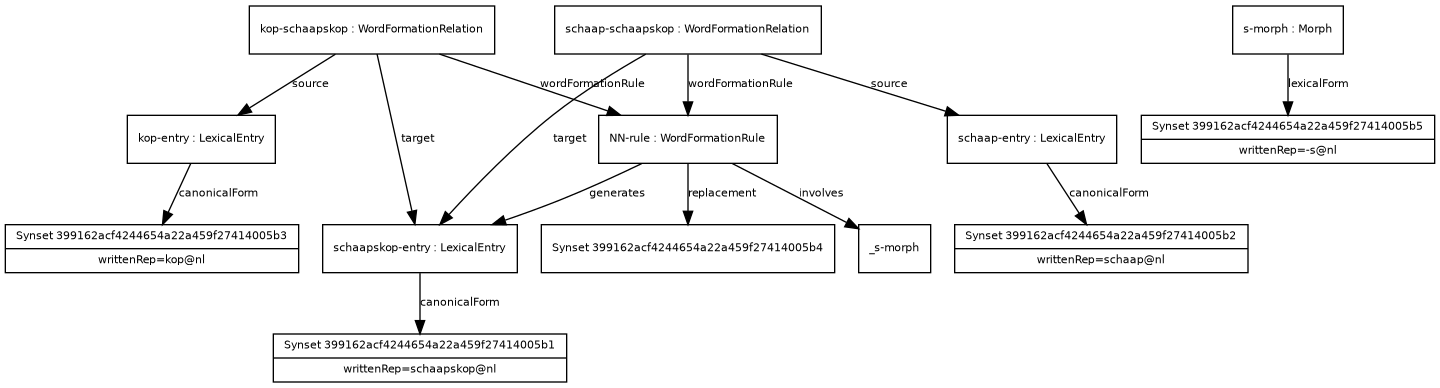 kop-schaapskop : WordFormationRelation
schaap-schaapskop : WordFormationRelation
s-morph : Morph
source
wordFormationRule
wordFormationRule
source
lexicalForm
kop-entry : LexicalEntry
target
target
NN-rule : WordFormationRule
schaap-entry : LexicalEntry
Synset 399162acf4244654a22a459f27414005b5
writtenRep=-s@nl
canonicalForm
generates
replacement
involves
canonicalForm
Synset 399162acf4244654a22a459f27414005b3
writtenRep=kop@nl
schaapskop-entry : LexicalEntry
Synset 399162acf4244654a22a459f27414005b4
_s-morph
Synset 399162acf4244654a22a459f27414005b2
writtenRep=schaap@nl
canonicalForm
Synset 399162acf4244654a22a459f27414005b1
writtenRep=schaapskop@nl